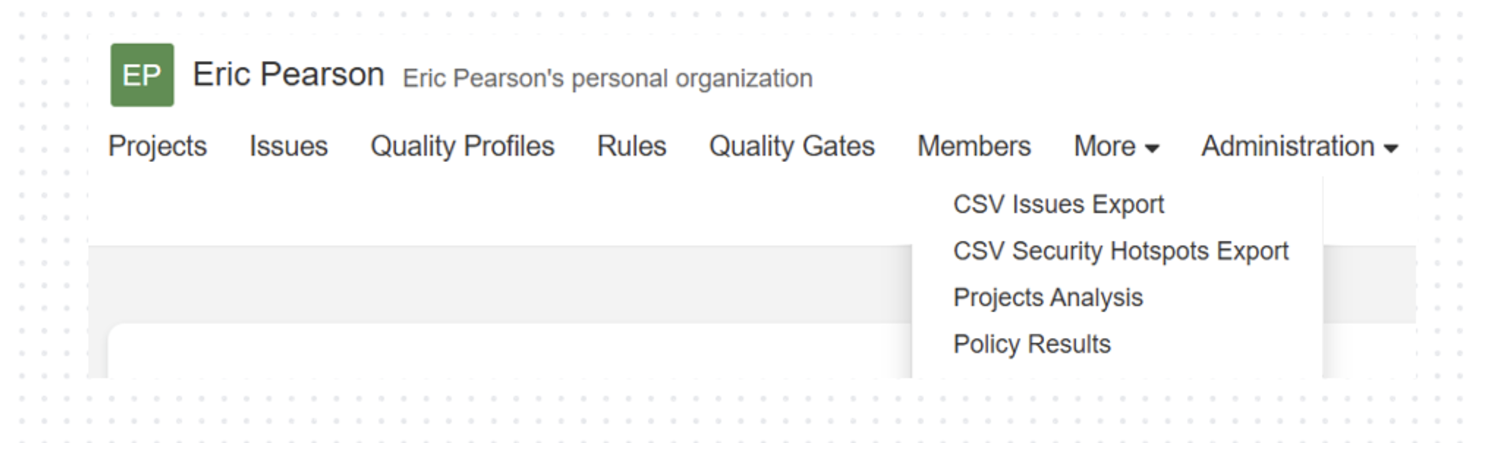 EP Eric Pearson Eric Pearson's personal organization
Projects Issues Quality Profiles Rules Quality Gates Members More Administration
CSV Issues Export
CSV Security Hotspots Export
Projects Analysis
Policy Results